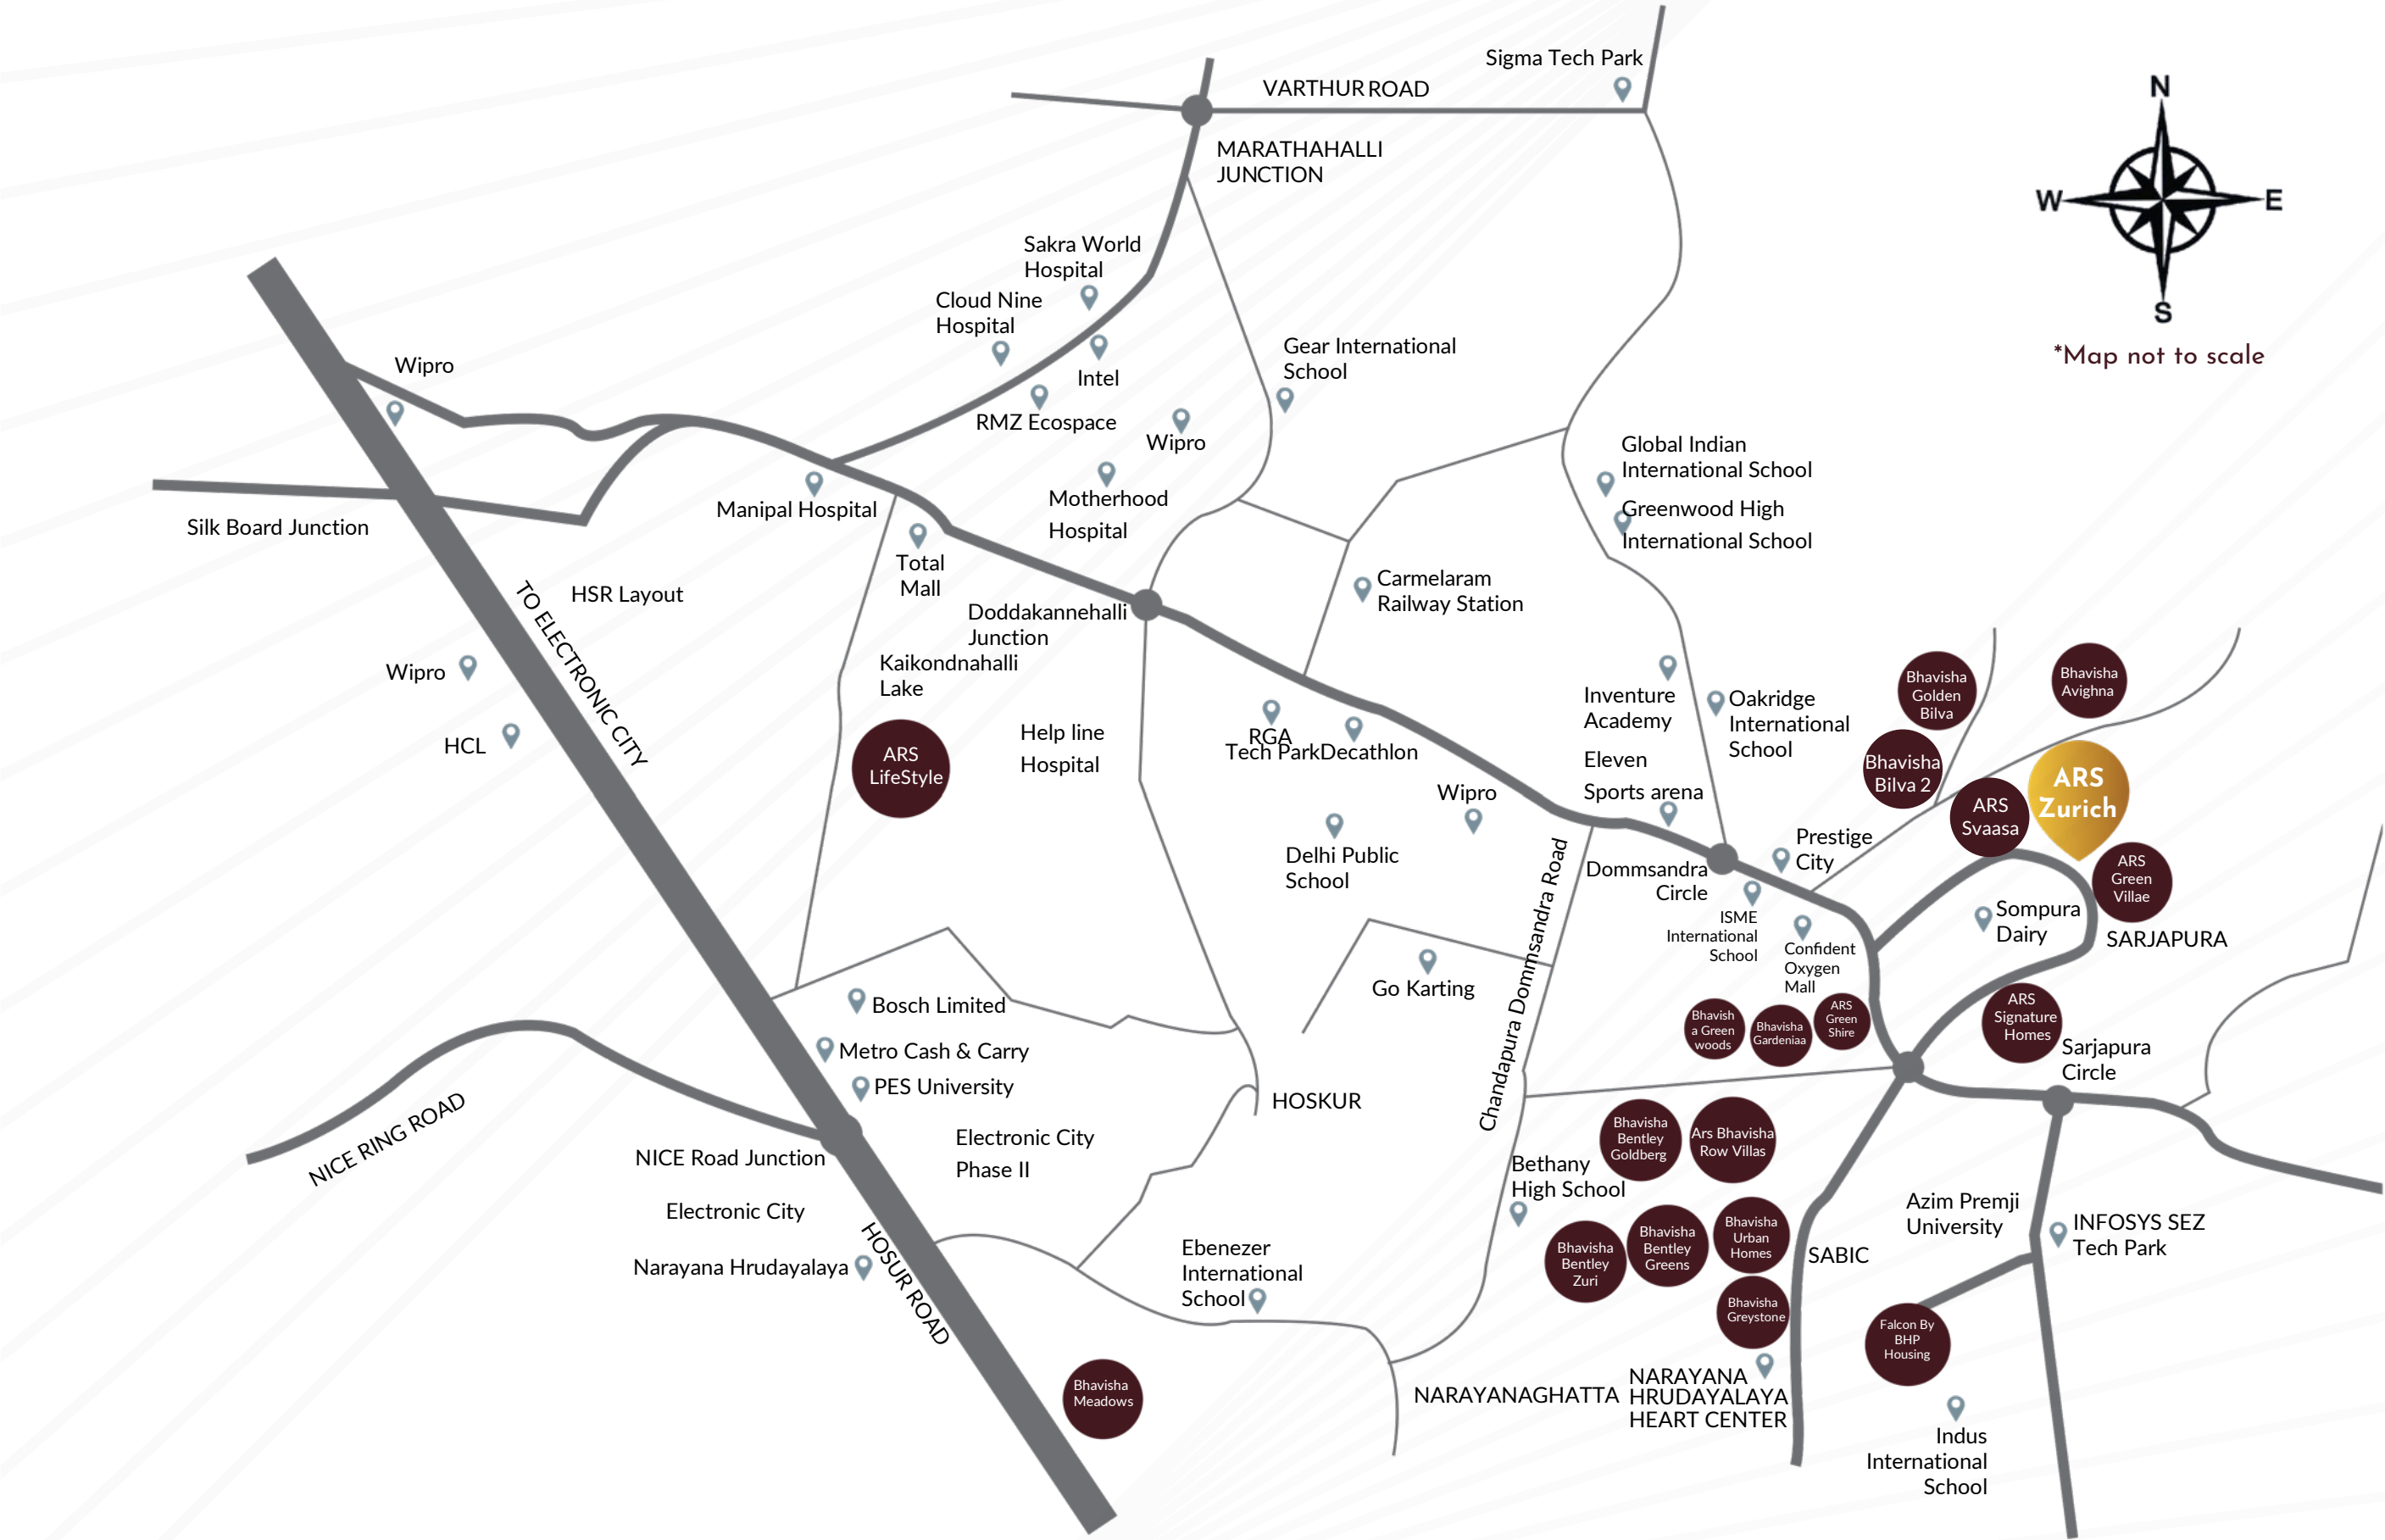 Sigma Tech Park
VARTHUR ROAD
N
W
E
S
*Map not to scale
MARATHAHALLI
JUNCTION
Sakra World
Hospital
Cloud Nine
Hospital
Intel
RMZ Ecospace
Wipro
Gear International
School
Wipro
Motherhood
Hospital
Manipal Hospital
Silk Board Junction
Global Indian
International School
Greenwood High
International School
Total
Mall
HSR Layout
TO ELECTRONIC CITY
Doddakannehalli
Junction
Carmelaram
Railway Station
Kaikondnahalli
Lake
Wipro
HCL
ARS
LifeStyle
Help line
Hospital
RGA
Tech Park
Decathlon
Inventure
Academy
Oakridge
International
School
Eleven
Sports arena
Wipro
Delhi Public
School
Bhavisha
Golden
Bilva
Bhavisha
Avighna
Bhavisha
Bilva 2
ARS
Svaasa
ARS
Zurich
ARS
Green
Villae
Prestige
City
Dommsandra
Circle
Chandapura Dommsandra Road
ISME
International
School
Confident
Oxygen
Mall
Sompura
Dairy
SARJAPURA
Go Karting
Bosch Limited
Metro Cash & Carry
PES University
Bhavish
a Green
woods
Bhavisha
Gardeniaa
ARS
Green
Shire
ARS
Signature
Homes
Sarjapura
Circle
HOSKUR
NICE RING ROAD
NICE Road Junction
Electronic City
Phase II
Electronic City
Narayana Hrudayalaya
HOSUR ROAD
Bhavisha
Bentley
Goldberg
Ars Bhavisha
Row Villas
Bethany
High School
Bhavisha
Bentley
Zuri
Bhavisha
Bentley
Greens
Bhavisha
Urban
Homes
Bhavisha
Greystone
SABIC
Azim Premji
University
INFOSYS SEZ
Tech Park
Ebenezer
International
School
Falcon By
BHP
Housing
Bhavisha
Meadows
NARAYANAGHATTA
NARAYANA
HRUDAYALAYA
HEART CENTER
Indus
International
School